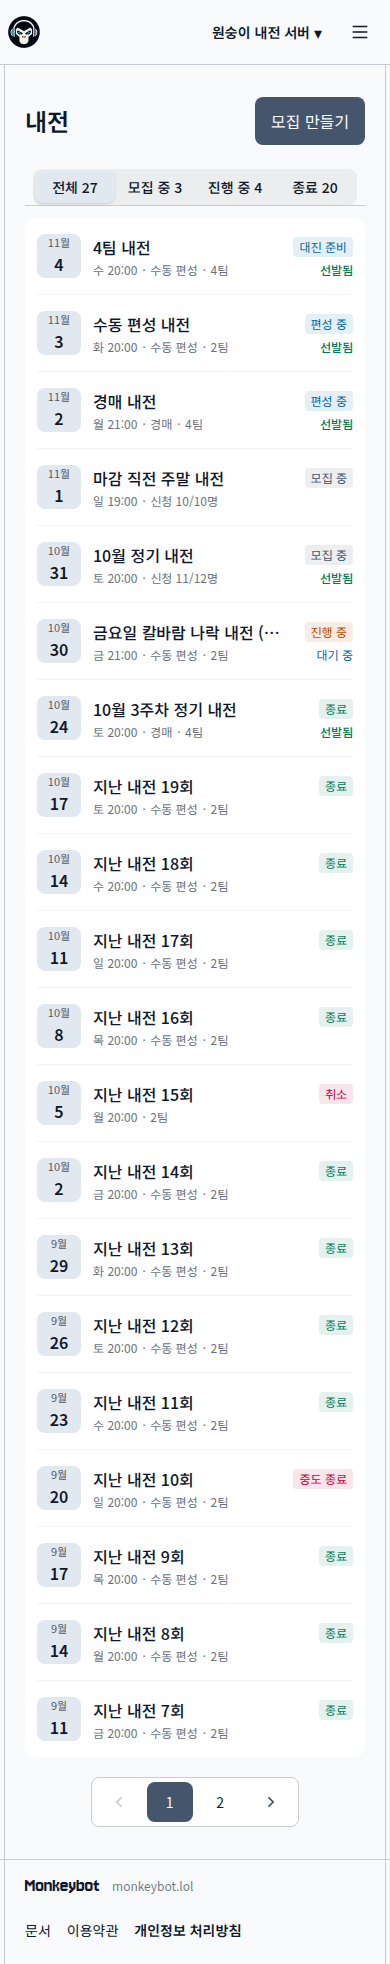 원숭이 내전 서버 ▼
내전
모집 만들기
전체 27
모집 중 3
진행 중 4
종료 20
11월
4
4팀 내전
수 20:00 · 수동 편성 · 4팀
대진 준비
선발됨
11월
3
수동 편성 내전
화 20:00 · 수동 편성 · 2팀
편성 중
선발됨
11월
2
경매 내전
월 21:00 · 경매 · 4팀
편성 중
선발됨
11월
1
마감 직전 주말 내전
일 19:00 · 신청 10/10명
모집 중
10월
31
10월 정기 내전
토 20:00 · 신청 11/12명
모집 중
선발됨
10월
30
금요일 칼바람 나락 내전 (…
금 21:00 · 수동 편성 · 2팀
진행 중
대기 중
10월
24
10월 3주차 정기 내전
토 20:00 · 경매 · 4팀
종료
선발됨
10월
17
지난 내전 19회
토 20:00 · 수동 편성 · 2팀
종료
10월
14
지난 내전 18회
수 20:00 · 수동 편성 · 2팀
종료
10월
11
지난 내전 17회
일 20:00 · 수동 편성 · 2팀
종료
10월
8
지난 내전 16회
목 20:00 · 수동 편성 · 2팀
종료
10월
5
지난 내전 15회
월 20:00 · 2팀
취소
10월
2
지난 내전 14회
금 20:00 · 수동 편성 · 2팀
종료
9월
29
지난 내전 13회
화 20:00 · 수동 편성 · 2팀
종료
9월
26
지난 내전 12회
토 20:00 · 수동 편성 · 2팀
종료
9월
23
지난 내전 11회
수 20:00 · 수동 편성 · 2팀
종료
9월
20
지난 내전 10회
일 20:00 · 수동 편성 · 2팀
중도 종료
9월
17
지난 내전 9회
목 20:00 · 수동 편성 · 2팀
종료
9월
14
지난 내전 8회
월 20:00 · 수동 편성 · 2팀
종료
9월
11
지난 내전 7회
금 20:00 · 수동 편성 · 2팀
종료
1
2
Monkeybot
monkeybot.lol
문서
이용약관
개인정보 처리방침